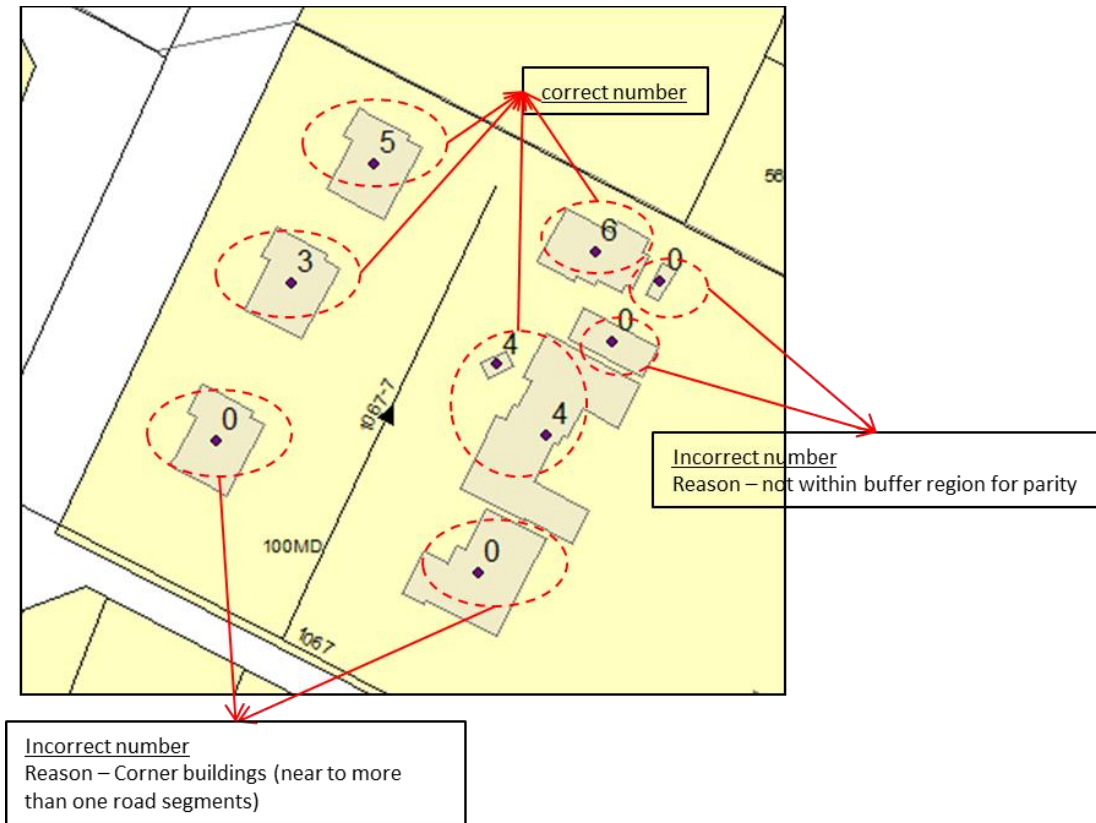 correct number
5
56
6
3
0
0
4
1067-7
0
4
Incorrect number
Reason – not within buffer region for parity
100MD
0
1067
Incorrect number
Reason – Corner buildings (near to more
than one road segments)